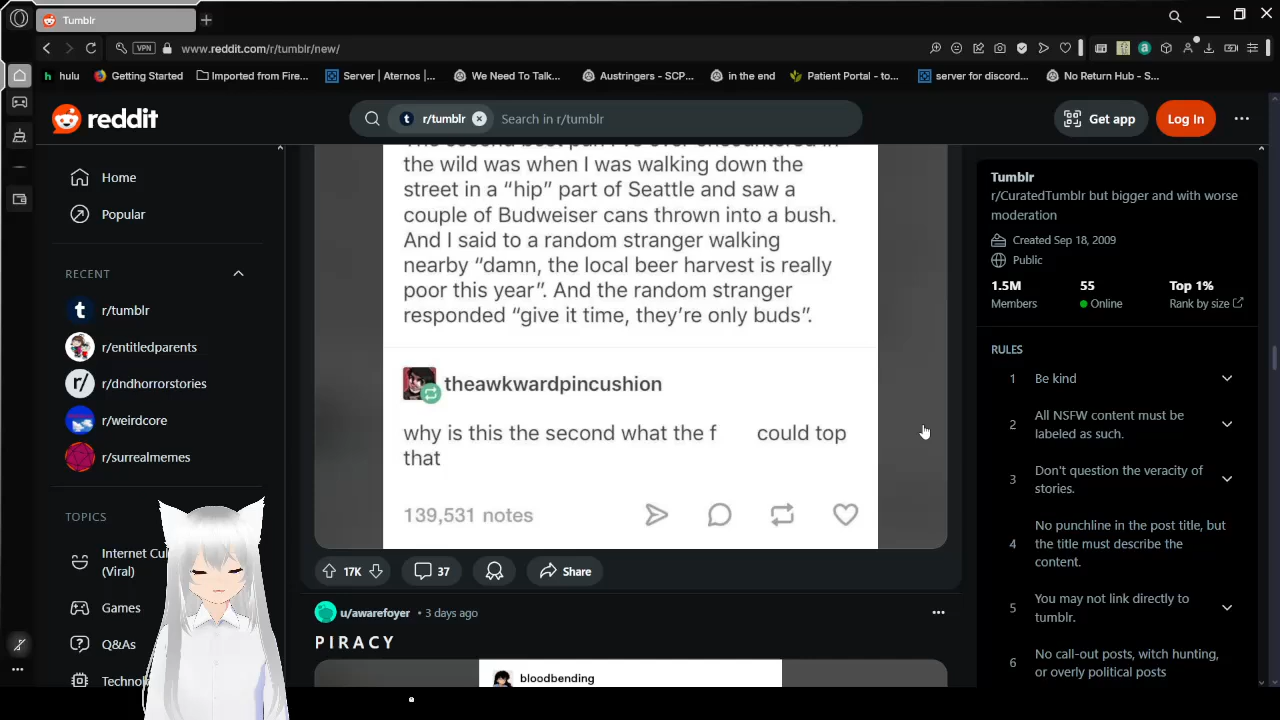 Tumblr
VPN
www.reddit.com/r/tumblr/new/
hulu
Getting Started
Imported from Fire...
Server | Aternos |...
We Need To Talk...
Austringers - SCP...
in the end
Patient Portal - to...
server for discord...
No Return Hub - S...
reddit
r/tumblr
Search in r/tumblr
Get app
Log In
Home
Popular
RECENT
r/tumblr
r/entitledparents
r/dndhorrorstories
r/weirdcore
r/surrealmemes
TOPICS
Internet Cu
(Viral)
Games
Q&As
Technol
The second best pun I've ever encountered in
the wild was when I was walking down the
street in a “hip” part of Seattle and saw a
couple of Budweiser cans thrown into a bush.
And I said to a random stranger walking
nearby “damn, the local beer harvest is really
poor this year”. And the random stranger
responded “give it time, they're only buds”.
theawkwardpincushion
why is this the second what the f could top
that
139,531 notes
17K
37
Share
u/awarefoyer • 3 days ago
PIRACY
bloodbending
Tumblr
r/CuratedTumblr but bigger and with worse
moderation
Created Sep 18, 2009
Public
1.5M 55 Top 1%
Members Online Rank by size
RULES
1 Be kind
2 All NSFW content must be
labeled as such.
3 Don't question the veracity of
stories.
4 No punchline in the post title, but
the title must describe the
content.
5 You may not link directly to
tumblr.
6 No call-out posts, witch hunting,
or overly political posts